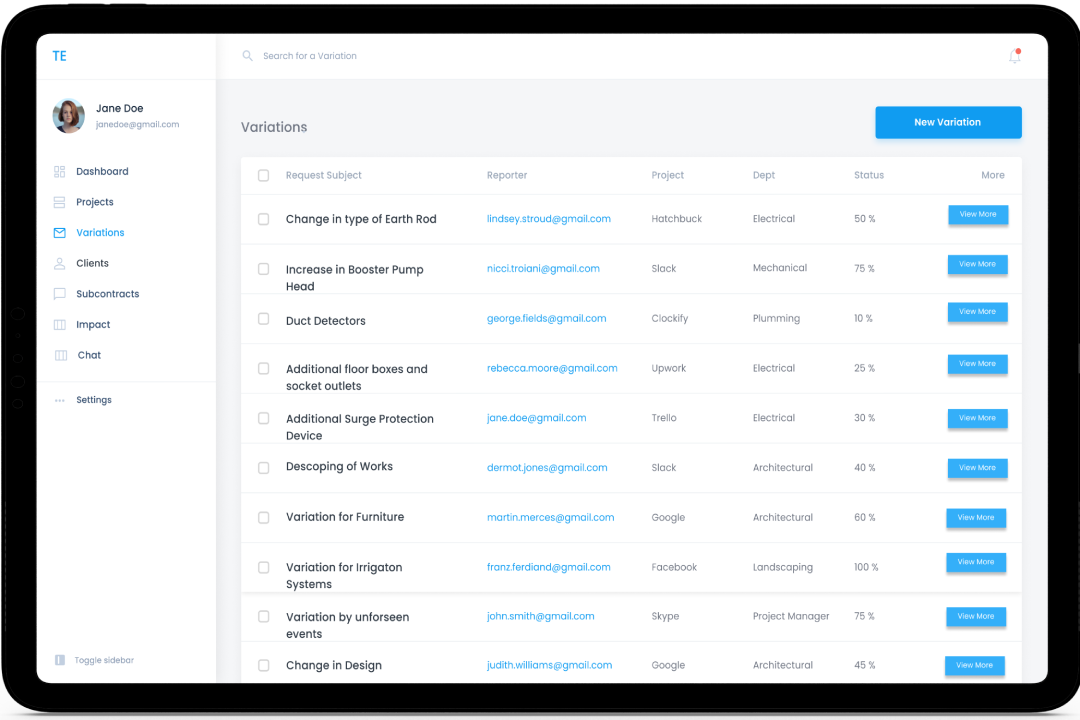 TE
Search for a Variation
Jane Doe
janedoe@gmail.com
Dashboard
Projects
Variations
Clients
Subcontracts
Impact
Chat
Settings
Toggle sidebar
Variations
New Variation
Request Subject Reporter Project Dept Status More
Change in type of Earth Rod lindsey.stroud@gmail.com Hatchbuck Electrical 50 % View More
Increase in Booster Pump nicci.troiani@gmail.com Slack Mechanical 75 % View More
Head
Duct Detectors george.fields@gmail.com Clockify Plumming 10 % View More
Additional floor boxes and rebecca.moore@gmail.com Upwork Electrical 25 % View More
socket outlets
Additional Surge Protection jane.doe@gmail.com Trello Electrical 30 % View More
Device
Descoping of Works dermot.jones@gmail.com Slack Architectural 40 % View More
Variation for Furniture martin.merces@gmail.com Google Architectural 60 % View More
Variation for Irrigaton franz.ferdiand@gmail.com Facebook Landscaping 100 % View More
Systems
Variation by unforseen john.smith@gmail.com Skype Project Manager 75 % View More
events
Change in Design judith.williams@gmail.com Google Architectural 45 % View More